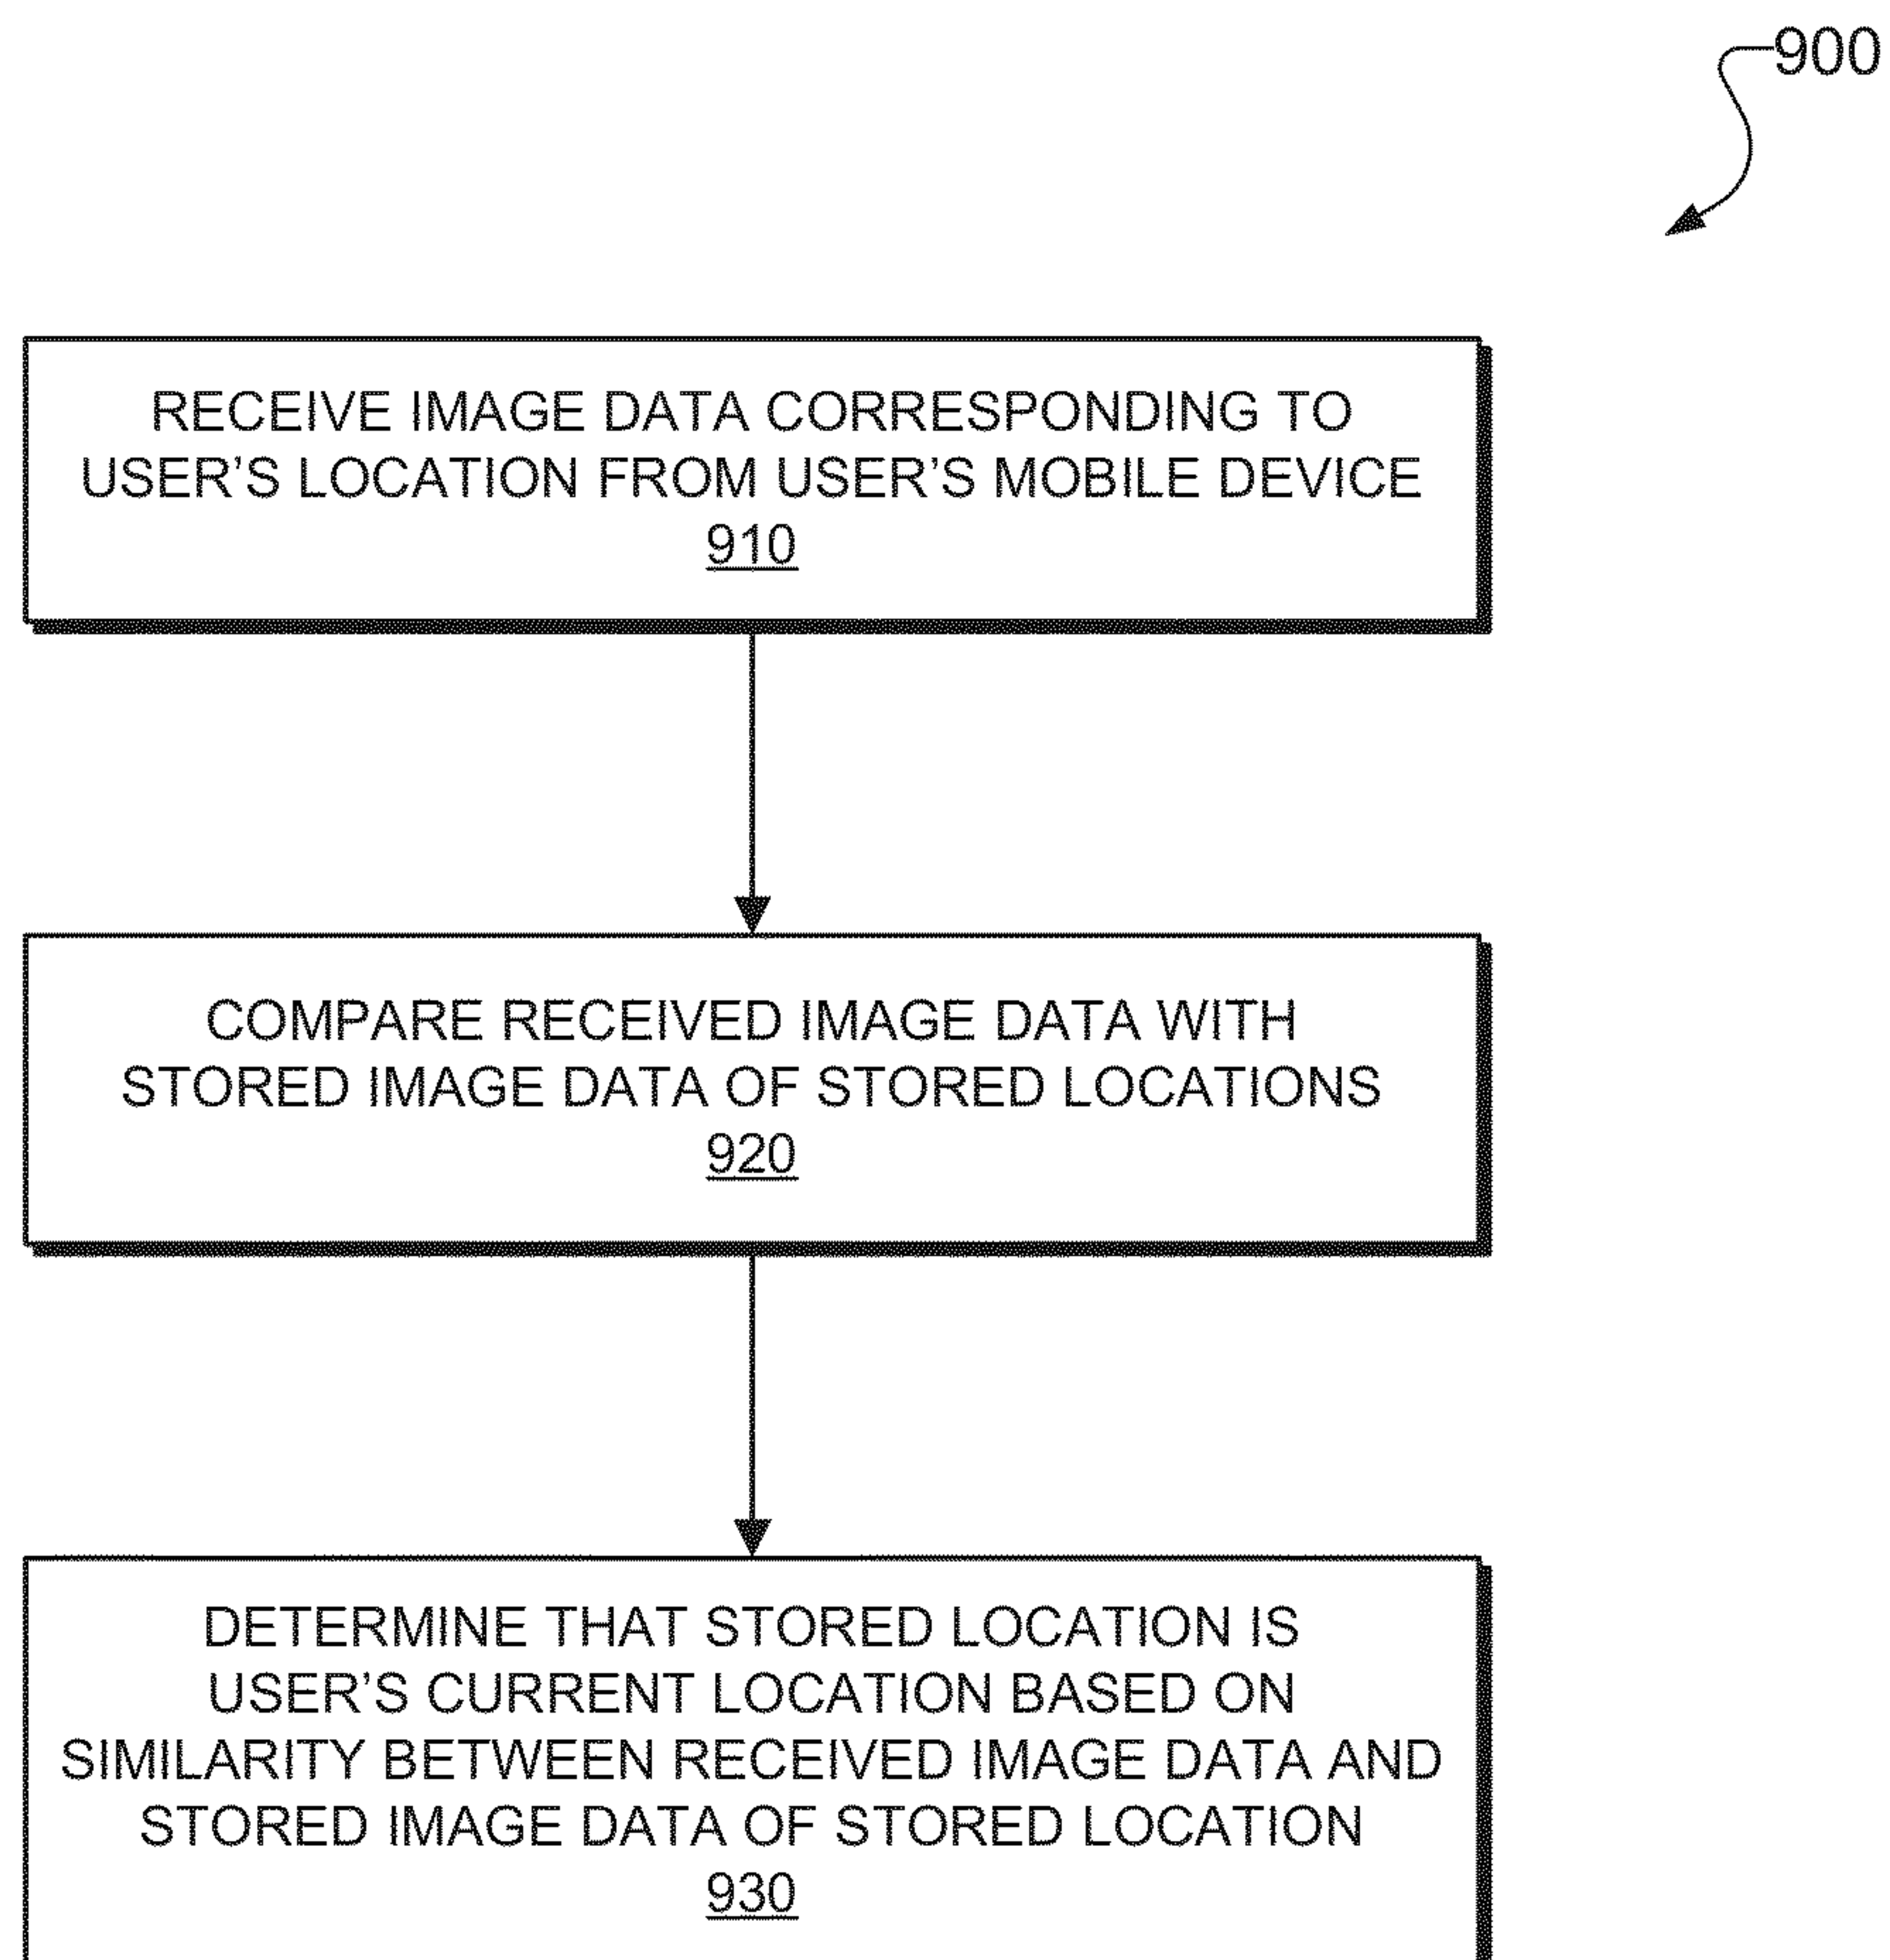 900
RECEIVE IMAGE DATA CORRESPONDING TO
USER'S LOCATION FROM USER'S MOBILE DEVICE
910
COMPARE RECEIVED IMAGE DATA WITH
STORED IMAGE DATA OF STORED LOCATIONS
920
DETERMINE THAT STORED LOCATION IS
USER'S CURRENT LOCATION BASED ON
SIMILARITY BETWEEN RECEIVED IMAGE DATA AND
STORED IMAGE DATA OF STORED LOCATION
930